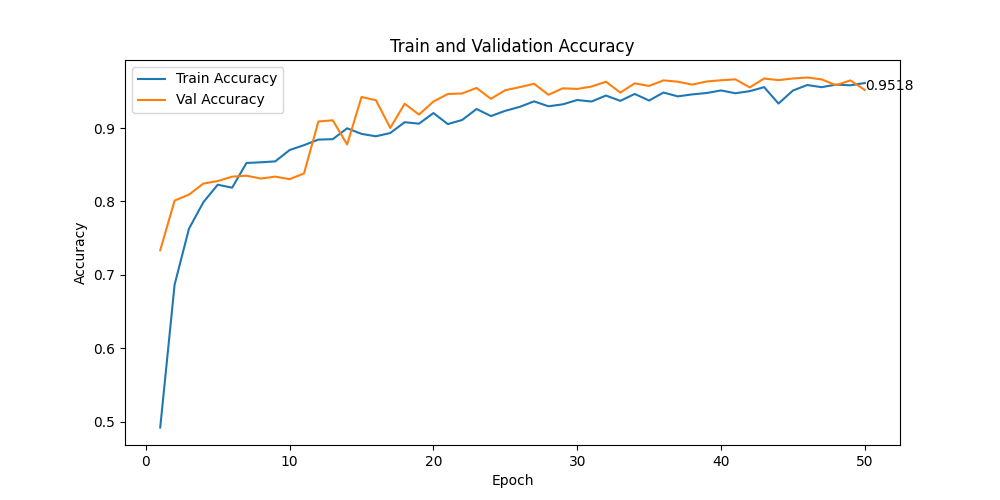 Train and Validation Accuracy
Train Accuracy
Val Accuracy
0.9518
0.9
0.8
0.7
0.6
0.5
Accuracy
0 10 20 30 40 50
Epoch